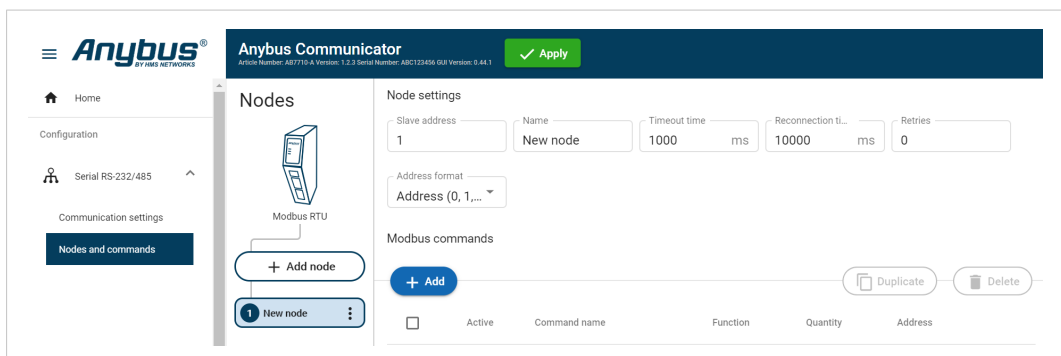 Anybus®
BY HMS NETWORKS
Anybus Communicator
Article Number: AB7710-A Version: 1.2.3 Serial Number: ABC123456 GUI Version: 0.44.1
Apply
Home
Configuration
Serial RS-232/485
Communication settings
Nodes and commands
Nodes
Modbus RTU
+ Add node
1 New node
Node settings
Slave address
1
Name
New node
Timeout time
1000 ms
Reconnection ti...
10000 ms
Retries
0
Address format
Address (0, 1,...
Modbus commands
+ Add
Duplicate
Delete
Active Command name Function Quantity Address